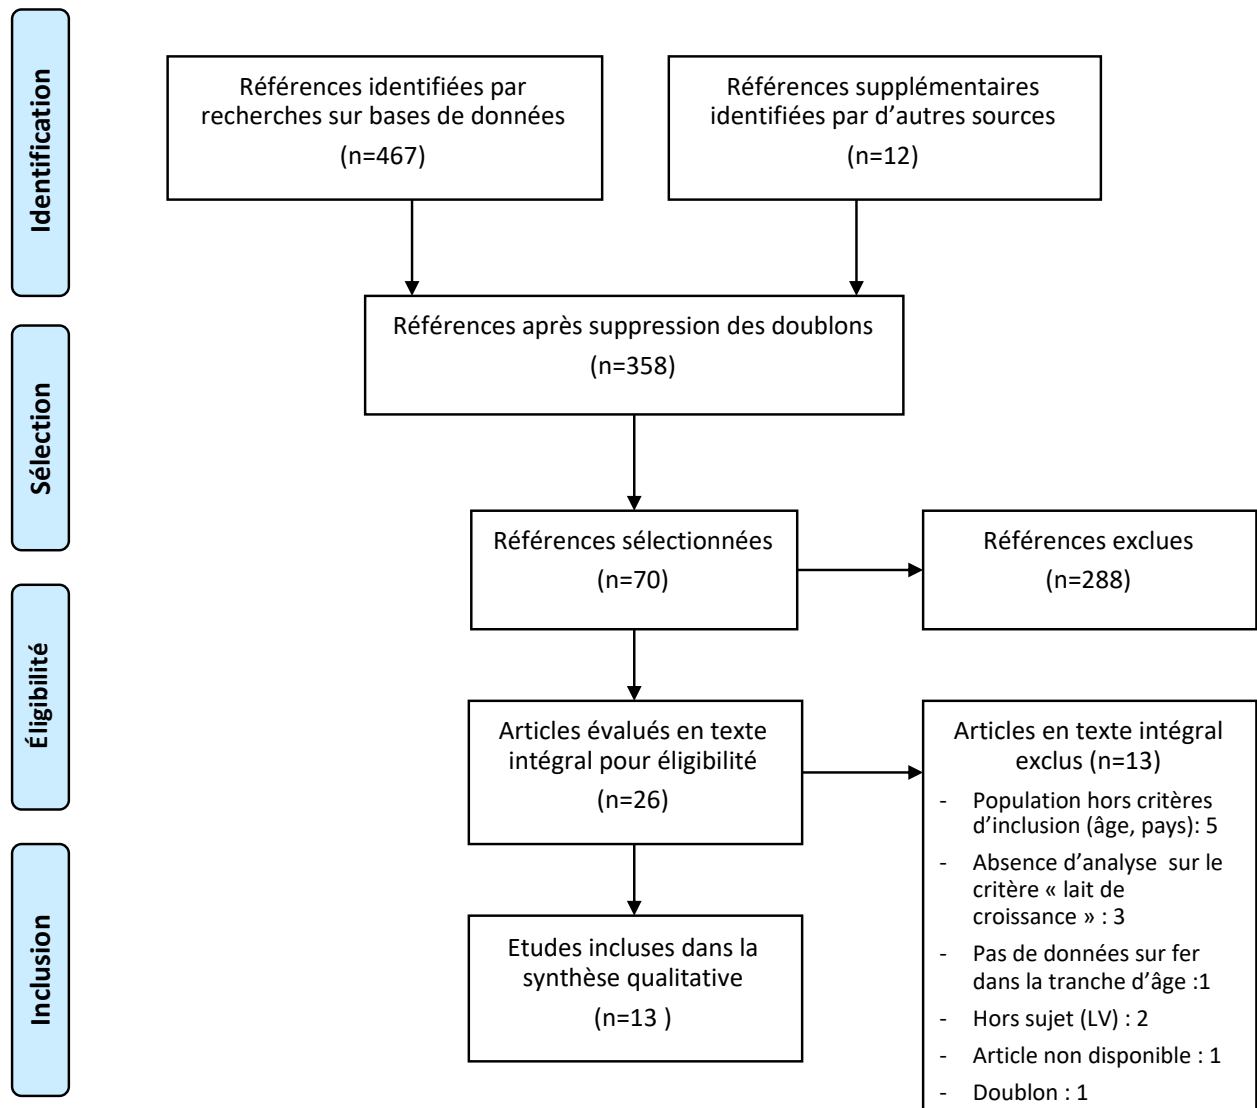 Identification
Références identifiées par
recherches sur bases de données
(n=467)
Références supplémentaires
identifiées par d’autres sources
(n=12)
Références après suppression des doublons
(n=358)
Sélection
Références sélectionnées
(n=70)
Références exclues
(n=288)
Éligibilité
Articles évalués en texte
intégral pour éligibilité
(n=26)
Articles en texte intégral
exclus (n=13)
- Population hors critères
d’inclusion (âge, pays): 5
- Absence d’analyse sur le
critère « lait de
croissance » : 3
- Pas de données sur fer
dans la tranche d’âge :1
- Hors sujet (LV) : 2
- Article non disponible : 1
- Doublon : 1
Inclusion
Etudes incluses dans la
synthèse qualitative
(n=13 )